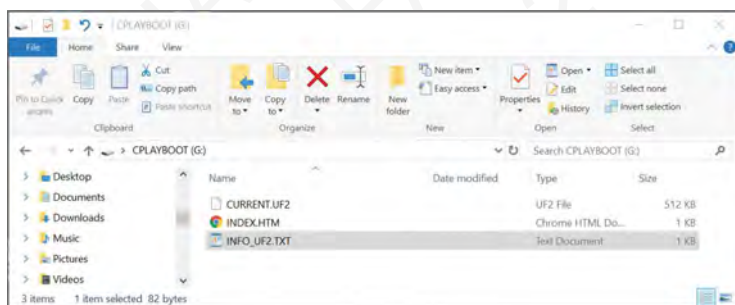 CPLAYBOOT (G:)
File Home Share View
Pin to Quick access
Copy
Paste
Cut
Copy path
Paste shortcut
Clipboard
Move to
Copy to
Delete
Rename
Organize
New folder
New item
Easy access
New
Properties
Open
Edit
History
Open
Select all
Select none
Invert selection
Select
> CPLAYBOOT (G:)
Search CPLAYBOOT (G:)
Desktop
Documents
Downloads
Music
Pictures
Videos
Name Date modified Type Size
CURRENT.UF2 UF2 File 512 KB
INDEX.HTM Chrome HTML Do... 1 KB
INFO_UF2.TXT Text Document 1 KB
3 items 1 item selected 82 bytes